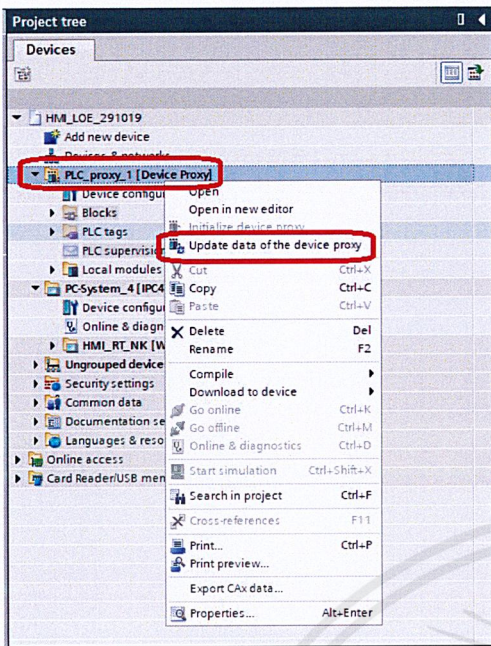 Project tree
Devices
HMI_LOE_291019
Add new device
Devices & networks
PLC_proxy_1 [Device Proxy]
Device configu
Blocks
PLC tags
PLC supervision
Local modules
PC-System_4 [IPC4
Device configu
Online & diagn
HMI_RT_NK [W
Ungrouped device
Security settings
Common data
Documentation se
Languages & reso
Online access
Card Reader/USB mem
Open
Open in new editor
Initialize device proxy
Update data of the device proxy
Cut Ctrl+X
Copy Ctrl+C
Paste Ctrl+V
Delete Del
Rename F2
Compile
Download to device
Go online Ctrl+K
Go offline Ctrl+M
Online & diagnostics Ctrl+D
Start simulation Ctrl+Shift+X
Search in project Ctrl+F
Cross-references F11
Print... Ctrl+P
Print preview...
Export CAx data...
Properties... Alt+Enter